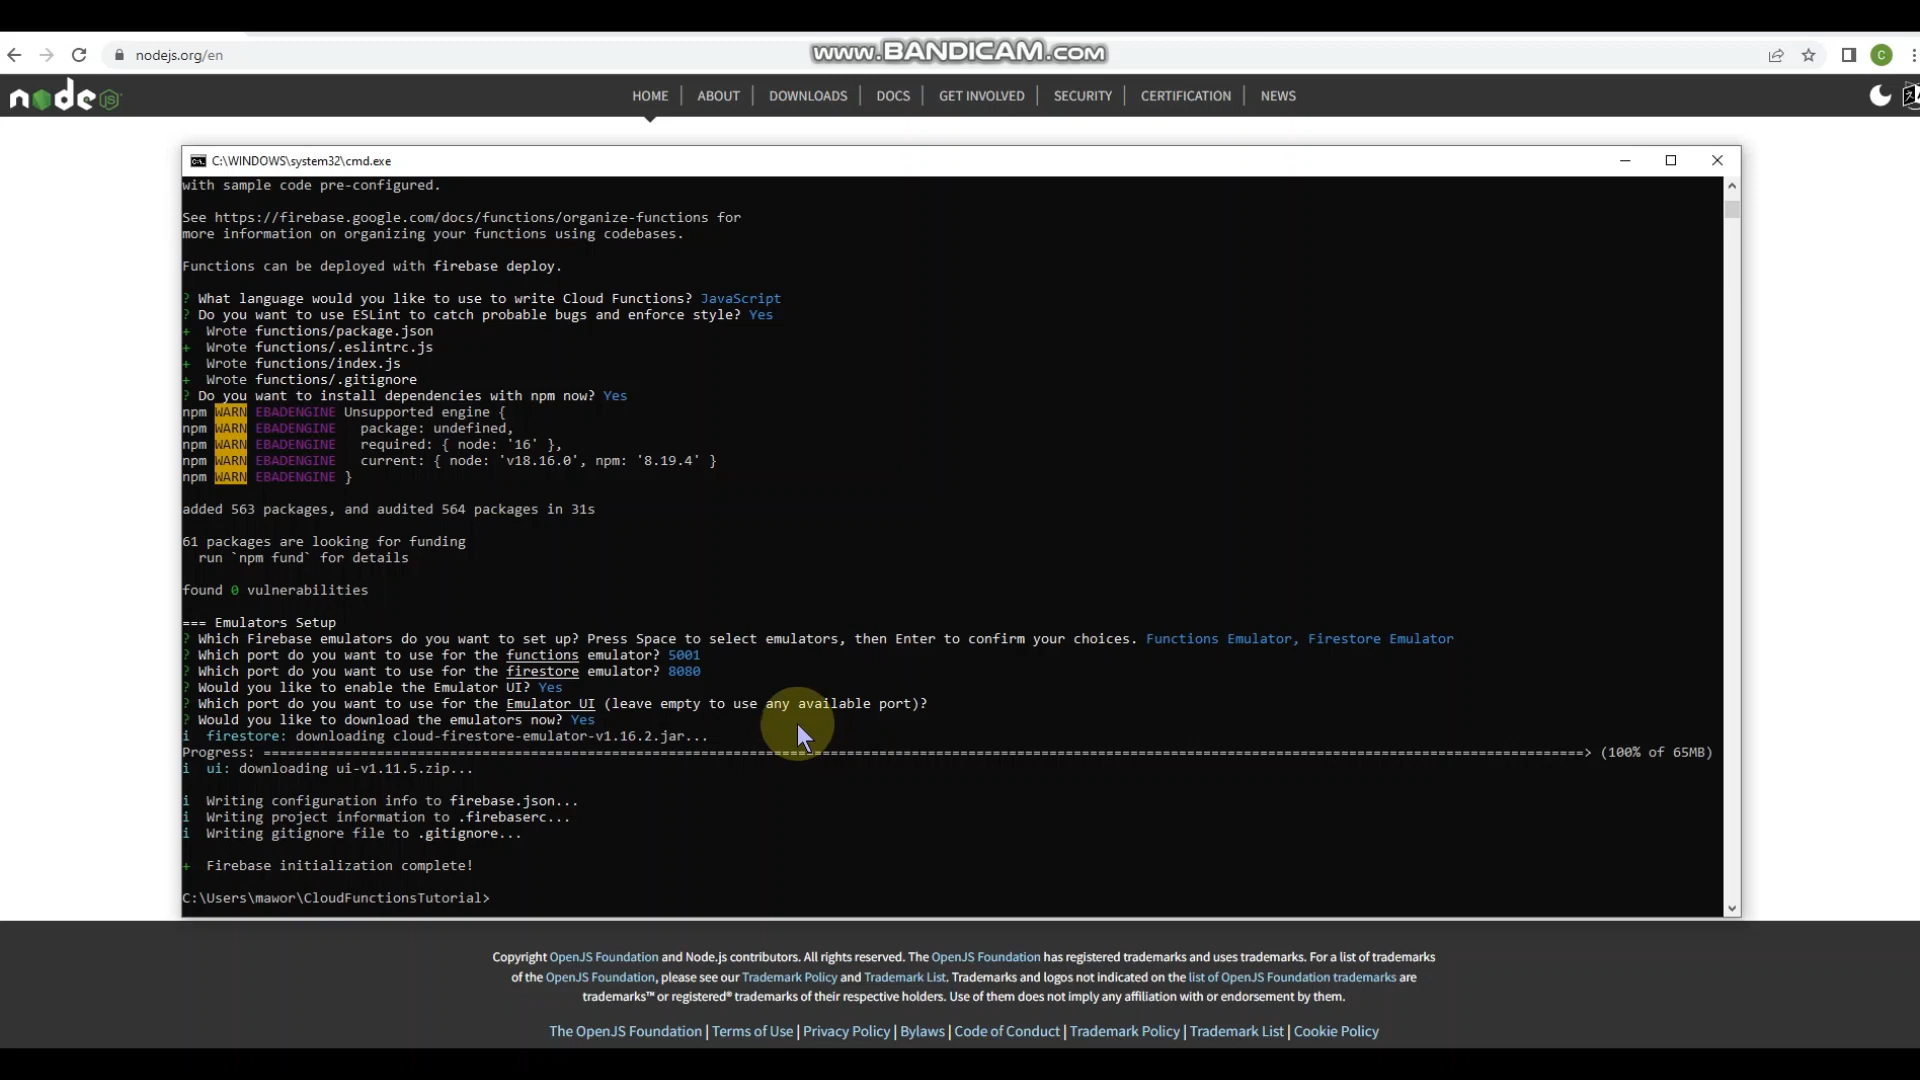 nodejs.org/en
www.BANDICAM.com
C
node
JS
HOME
ABOUT
DOWNLOADS
DOCS
GET INVOLVED
SECURITY
CERTIFICATION
NEWS
C:\WINDOWS\system32\cmd.exe
with sample code pre-configured.
See https://firebase.google.com/docs/functions/organize-functions for
more information on organizing your functions using codebases.
Functions can be deployed with firebase deploy.
? What language would you like to use to write Cloud Functions? JavaScript
? Do you want to use ESLint to catch probable bugs and enforce style? Yes
+  Wrote functions/package.json
+  Wrote functions/.eslintrc.js
+  Wrote functions/index.js
+  Wrote functions/.gitignore
? Do you want to install dependencies with npm now? Yes
npm WARN EBADENGINE Unsupported engine {
npm WARN EBADENGINE   package: undefined,
npm WARN EBADENGINE   required: { node: '16' },
npm WARN EBADENGINE   current: { node: 'v18.16.0', npm: '8.19.4' }
npm WARN EBADENGINE }
added 563 packages, and audited 564 packages in 31s
61 packages are looking for funding
  run `npm fund` for details
found 0 vulnerabilities
=== Emulators Setup
? Which Firebase emulators do you want to set up? Press Space to select emulators, then Enter to confirm your choices. Functions Emulator, Firestore Emulator
? Which port do you want to use for the functions emulator? 5001
? Which port do you want to use for the firestore emulator? 8080
? Would you like to enable the Emulator UI? Yes
? Which port do you want to use for the Emulator UI (leave empty to use any available port)?
? Would you like to download the emulators now? Yes
i  firestore: downloading cloud-firestore-emulator-v1.16.2.jar...
Progress: ====================================================================================================================================================================> (100% of 65MB)
i  ui: downloading ui-v1.11.5.zip...
i  Writing configuration info to firebase.json...
i  Writing project information to .firebaserc...
i  Writing gitignore file to .gitignore...
+  Firebase initialization complete!
C:\Users\mawor\CloudFunctionsTutorial>
Copyright OpenJS Foundation and Node.js contributors. All rights reserved. The OpenJS Foundation has registered trademarks and uses trademarks. For a list of trademarks
of the OpenJS Foundation, please see our Trademark Policy and Trademark List. Trademarks and logos not indicated on the list of OpenJS Foundation trademarks are
trademarks™ or registered® trademarks of their respective holders. Use of them does not imply any affiliation with or endorsement by them.
The OpenJS Foundation | Terms of Use | Privacy Policy | Bylaws | Code of Conduct | Trademark Policy | Trademark List | Cookie Policy